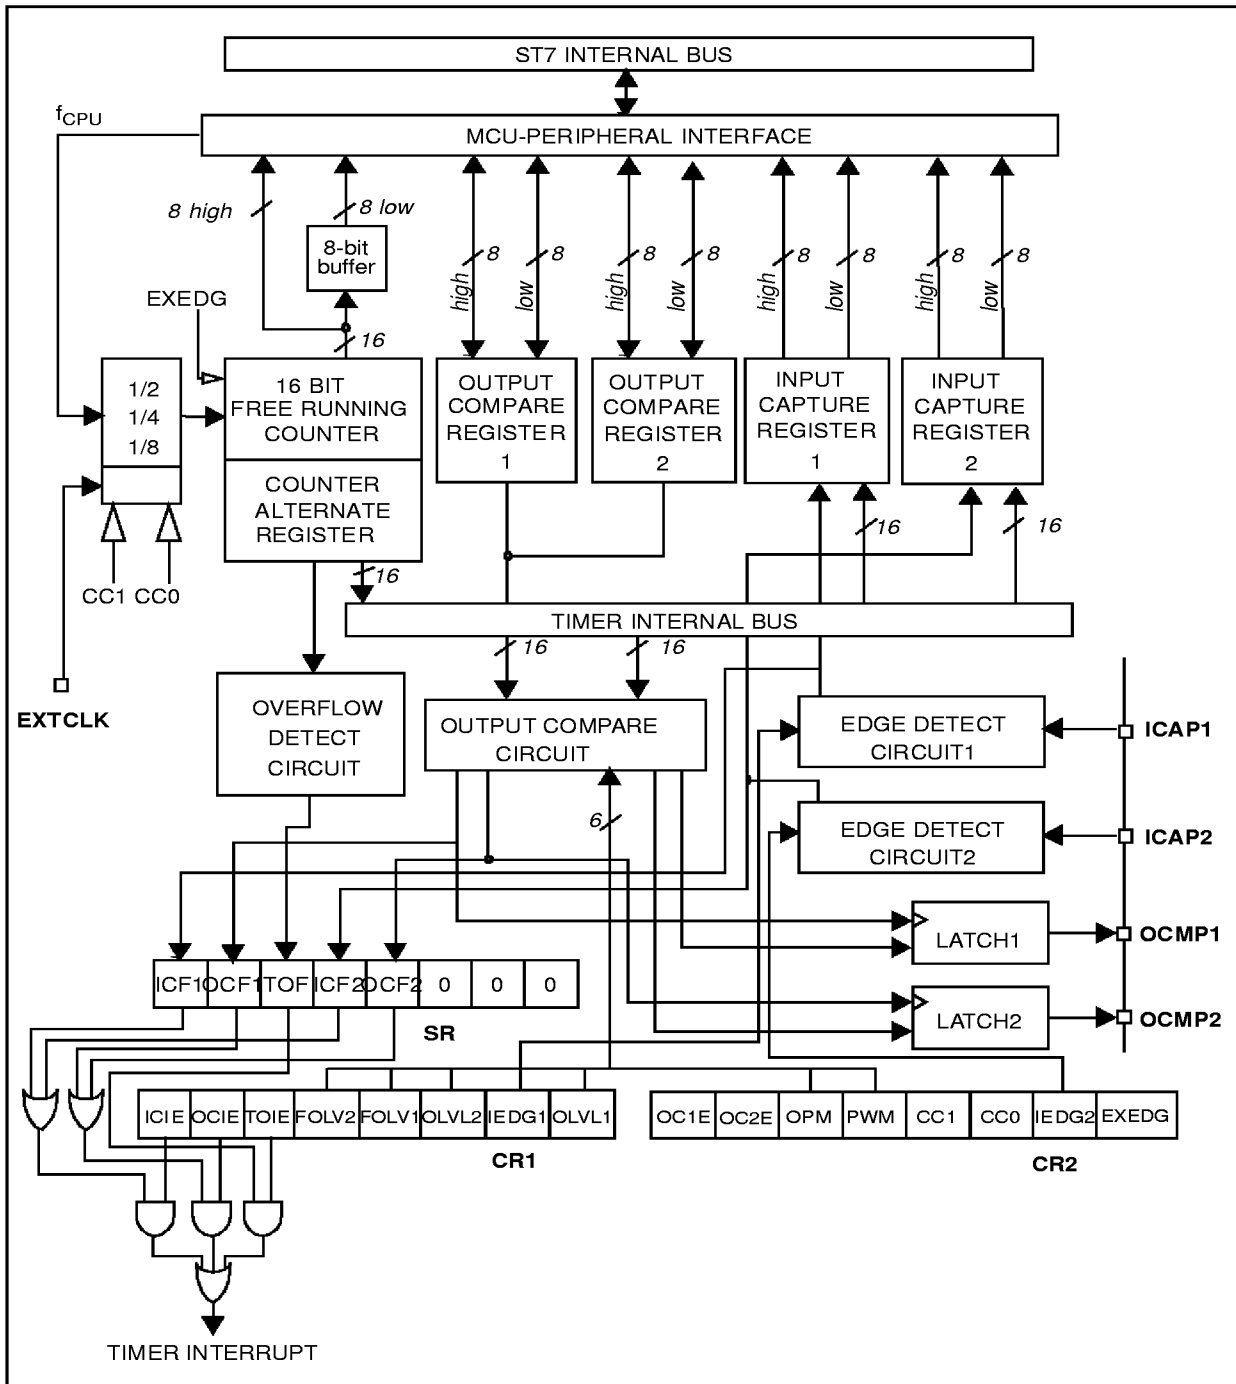 ST7 INTERNAL BUS
fCPU
MCU-PERIPHERAL INTERFACE
8 high
8 low
8-bit
buffer
8
8
8
8
8
8
8
8
high
low
high
low
high
low
high
low
EXEDG
16
1/2
1/4
1/8
16 BIT
FREE RUNNING
COUNTER
OUTPUT
COMPARE
REGISTER
1
OUTPUT
COMPARE
REGISTER
2
INPUT
CAPTURE
REGISTER
1
INPUT
CAPTURE
REGISTER
2
COUNTER
ALTERNATE
REGISTER
16
16
16
CC1 CC0
TIMER INTERNAL BUS
16
16
EXTCLK
OVERFLOW
DETECT
CIRCUIT
OUTPUT COMPARE
CIRCUIT
EDGE DETECT
CIRCUIT1
ICAP1
6
EDGE DETECT
CIRCUIT2
ICAP2
LATCH1
OCMP1
ICF1 OCF1 TOF ICF2 OCF2 0 0 0
SR
LATCH2
OCMP2
ICIE OCIE TOIE FOLV2 FOLV1 OLVL2 IEDG1 OLVL1
CR1
OC1E OC2E OPM PWM CC1 CC0 IEDG2 EXEDG
CR2
TIMER INTERRUPT